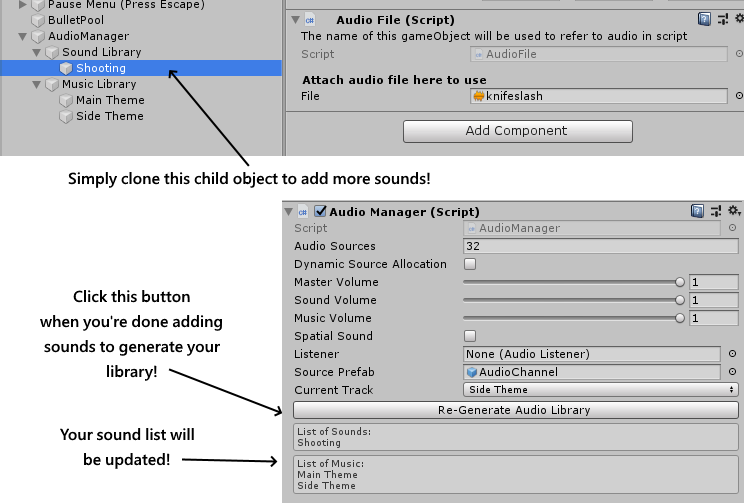 Pause Menu (Press Escape)
BulletPool
AudioManager
Sound Library
Shooting
Music Library
Main Theme
Side Theme
Audio File (Script)
The name of this gameObject will be used to refer to audio in script
Script AudioFile
Attach audio file here to use
File knifeslash
Add Component
Simply clone this child object to add more sounds!
Audio Manager (Script)
Script AudioManager
Audio Sources 32
Dynamic Source Allocation
Master Volume 1
Sound Volume 1
Music Volume 1
Spatial Sound
Listener None (Audio Listener)
Source Prefab AudioChannel
Current Track Side Theme
Re-Generate Audio Library
List of Sounds:
Shooting
List of Music:
Main Theme
Side Theme
Click this button
when you're done adding
sounds to generate your
library!
Your sound list will
be updated!